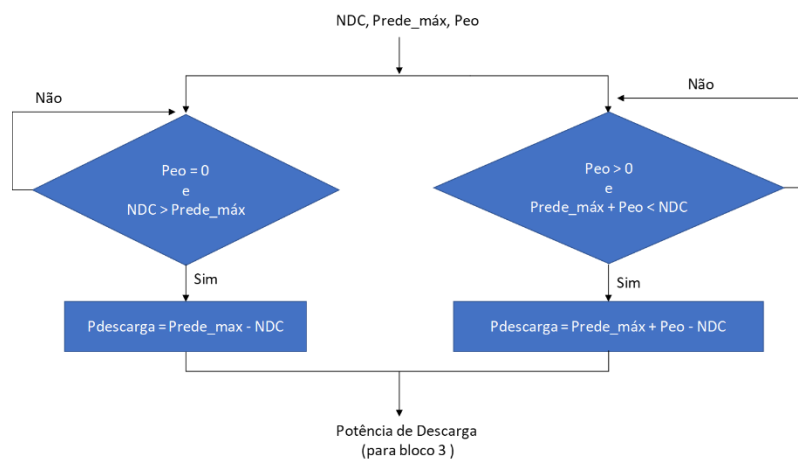 NDC, Prede_máx, Peo
Não
Não
Peo = 0
e
NDC > Prede_máx
Peo > 0
e
Prede_máx + Peo < NDC
Sim
Sim
Pdescarga = Prede_max - NDC
Pdescarga = Prede_máx + Peo - NDC
Potência de Descarga
(para bloco 3 )